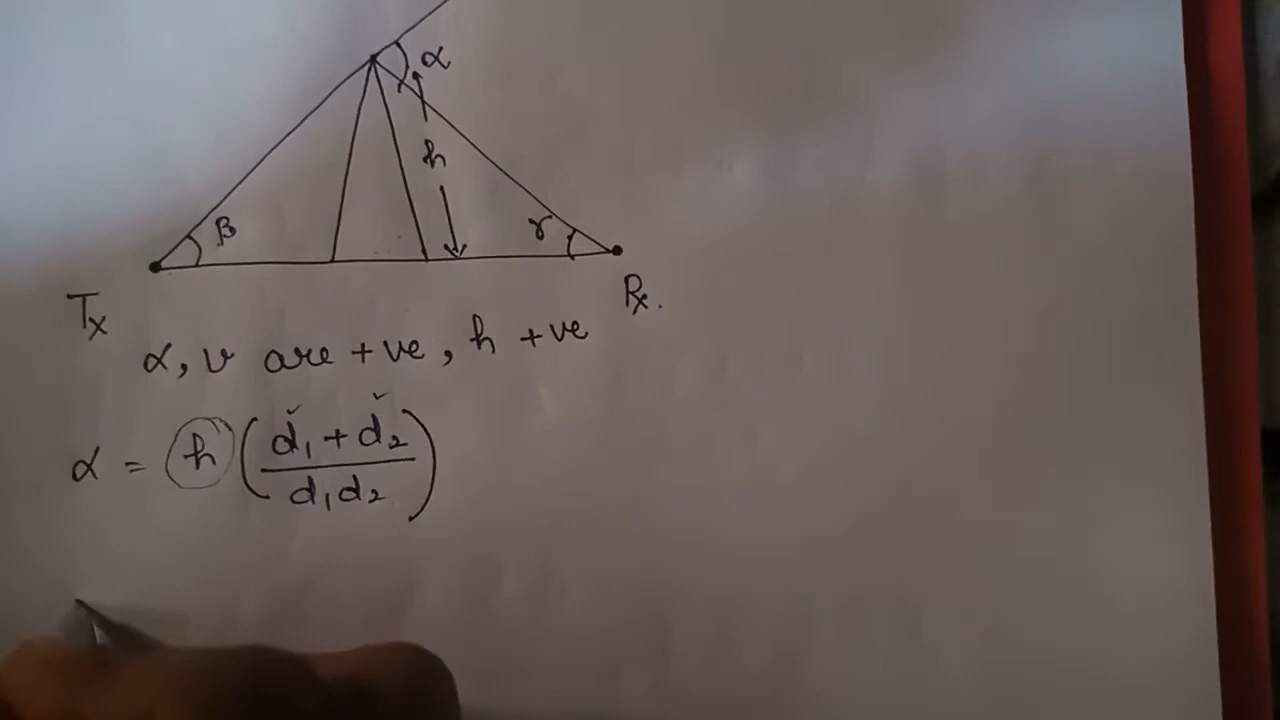 α
h
β
γ
Tx
Rx.
α, v are +ve, h +ve
α = h (d₁ + d₂ / d₁d₂)